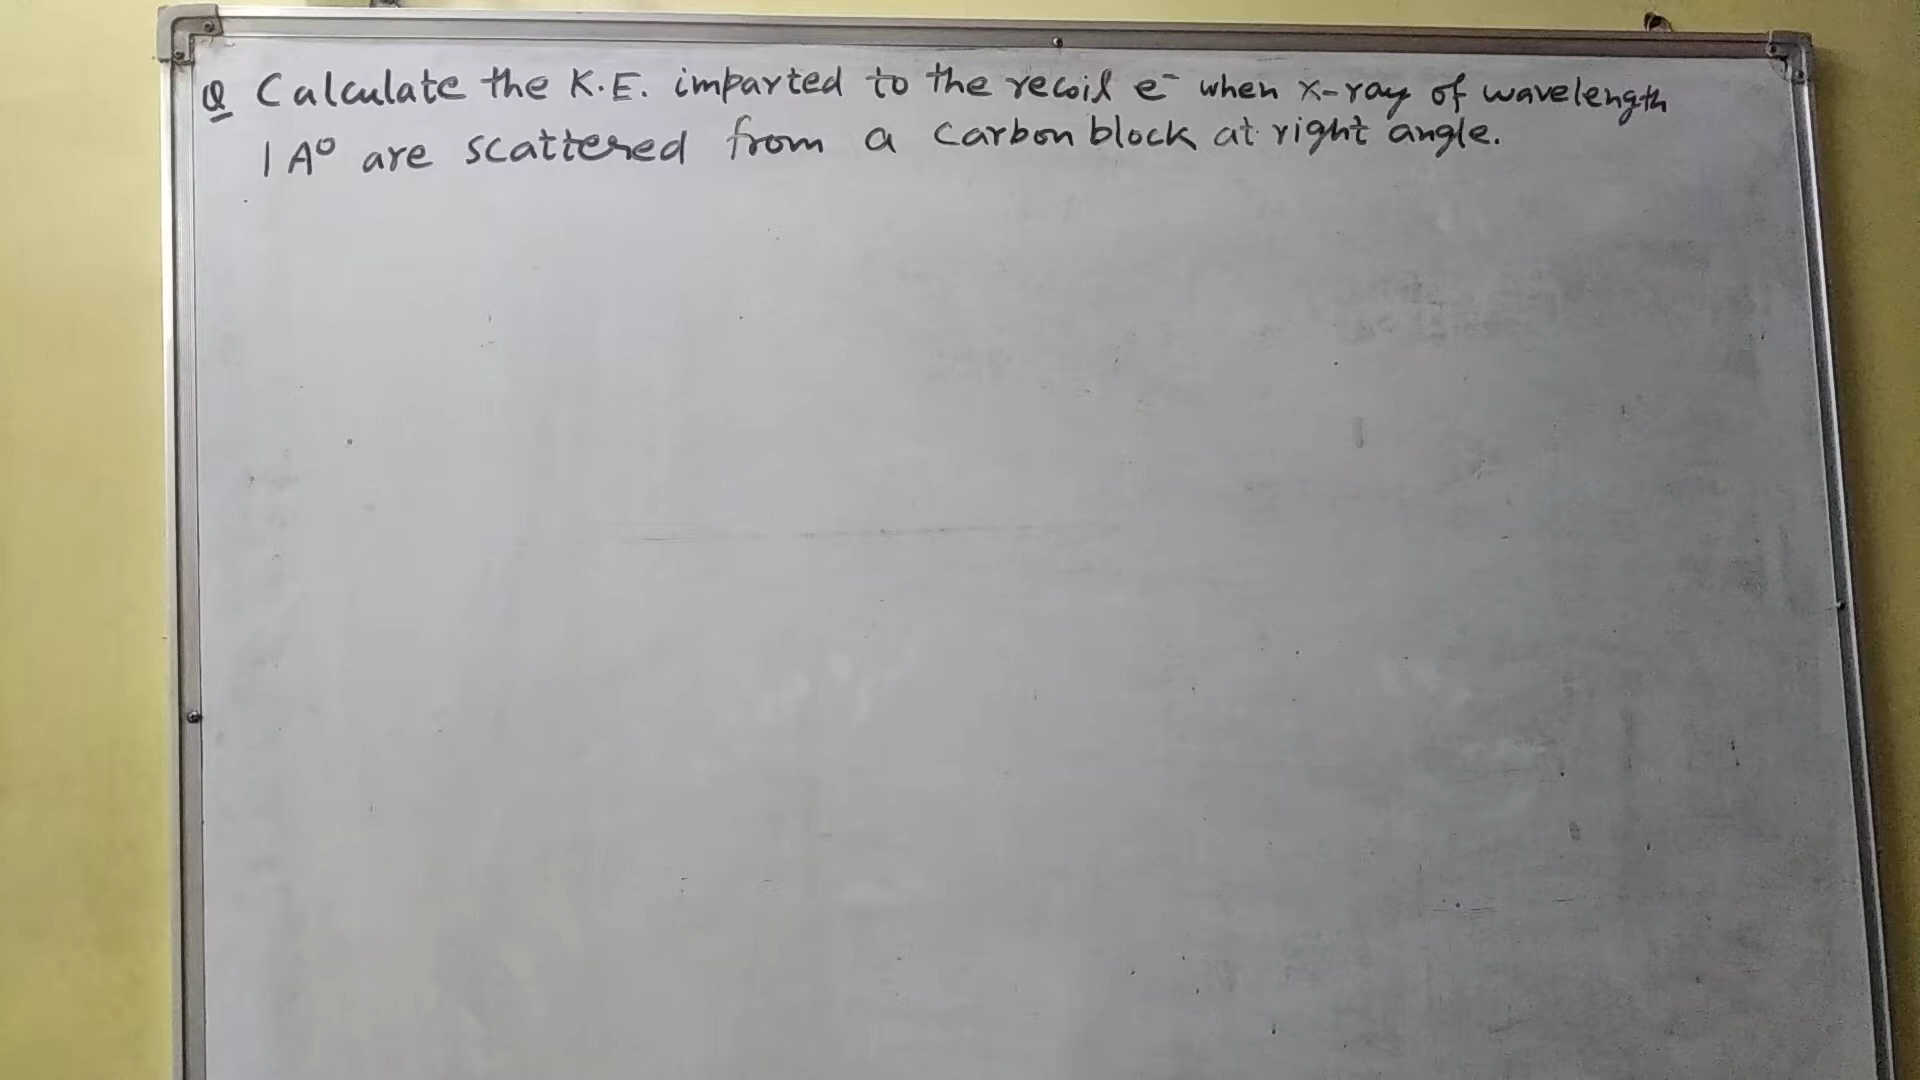 Q Calculate the K.E. imparted to the recoil e⁻ when x-ray of wavelength
1 A⁰ are scattered from a carbon block at right angle.